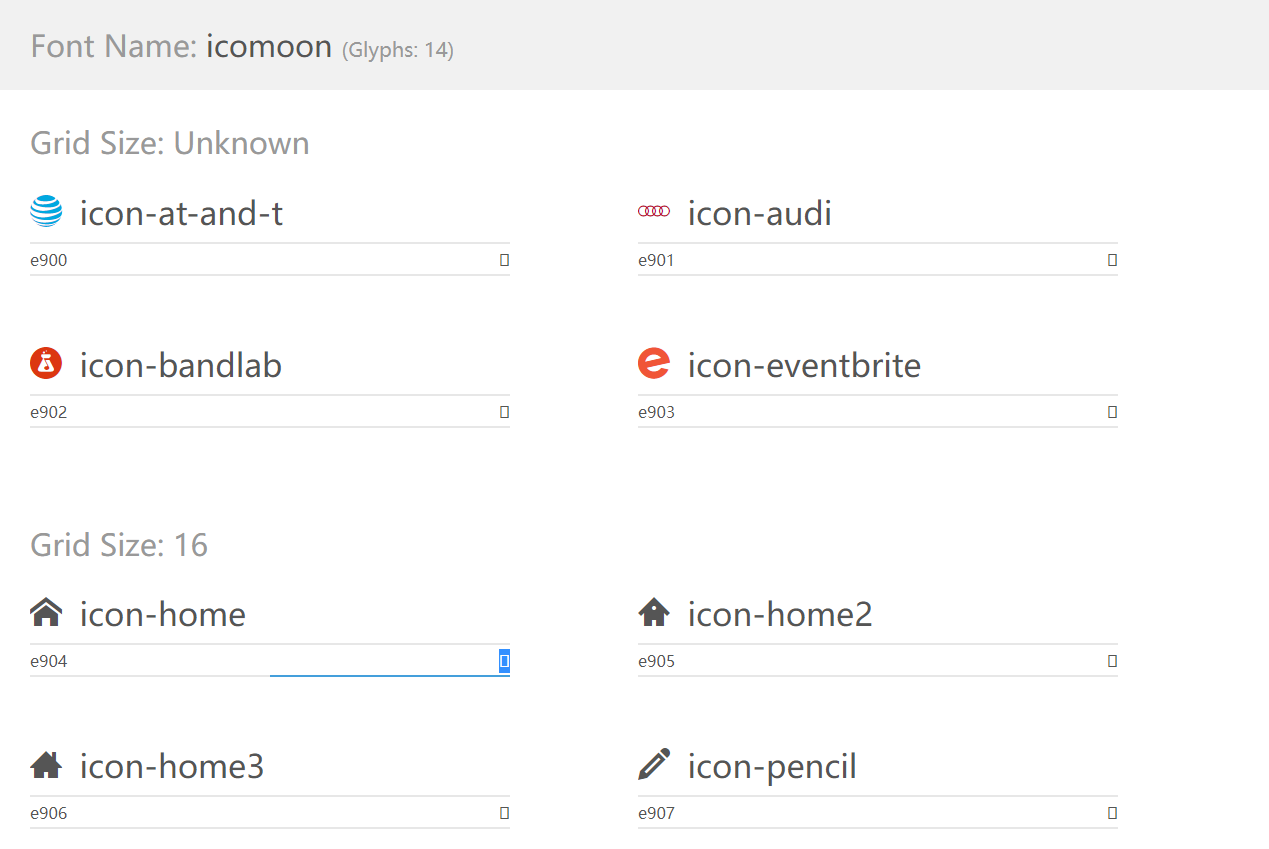 Font Name: icomoon (Glyphs: 14)
Grid Size: Unknown
icon-at-and-t
e900
icon-audi
e901
icon-bandlab
e902
icon-eventbrite
e903
Grid Size: 16
icon-home
e904
icon-home2
e905
icon-home3
e906
icon-pencil
e907